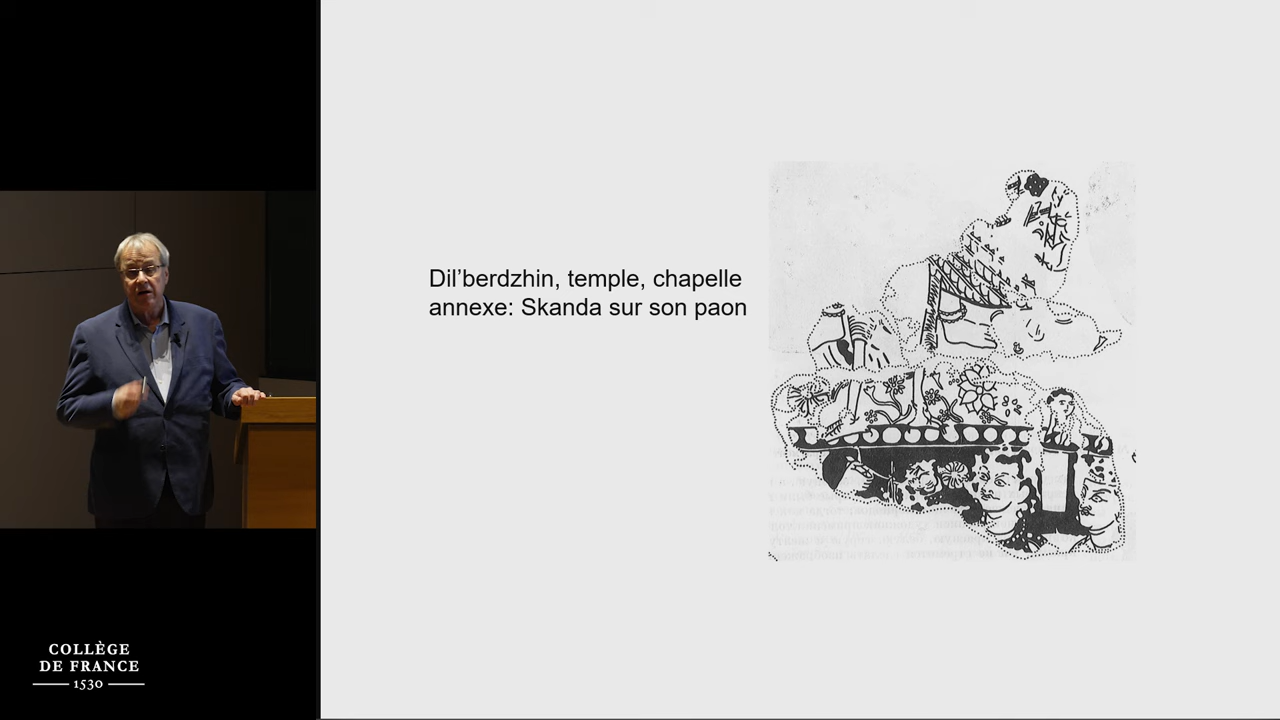 Dil’berdzhin, temple, chapelle
annexe: Skanda sur son paon
COLLÈGE
DE FRANCE
1530